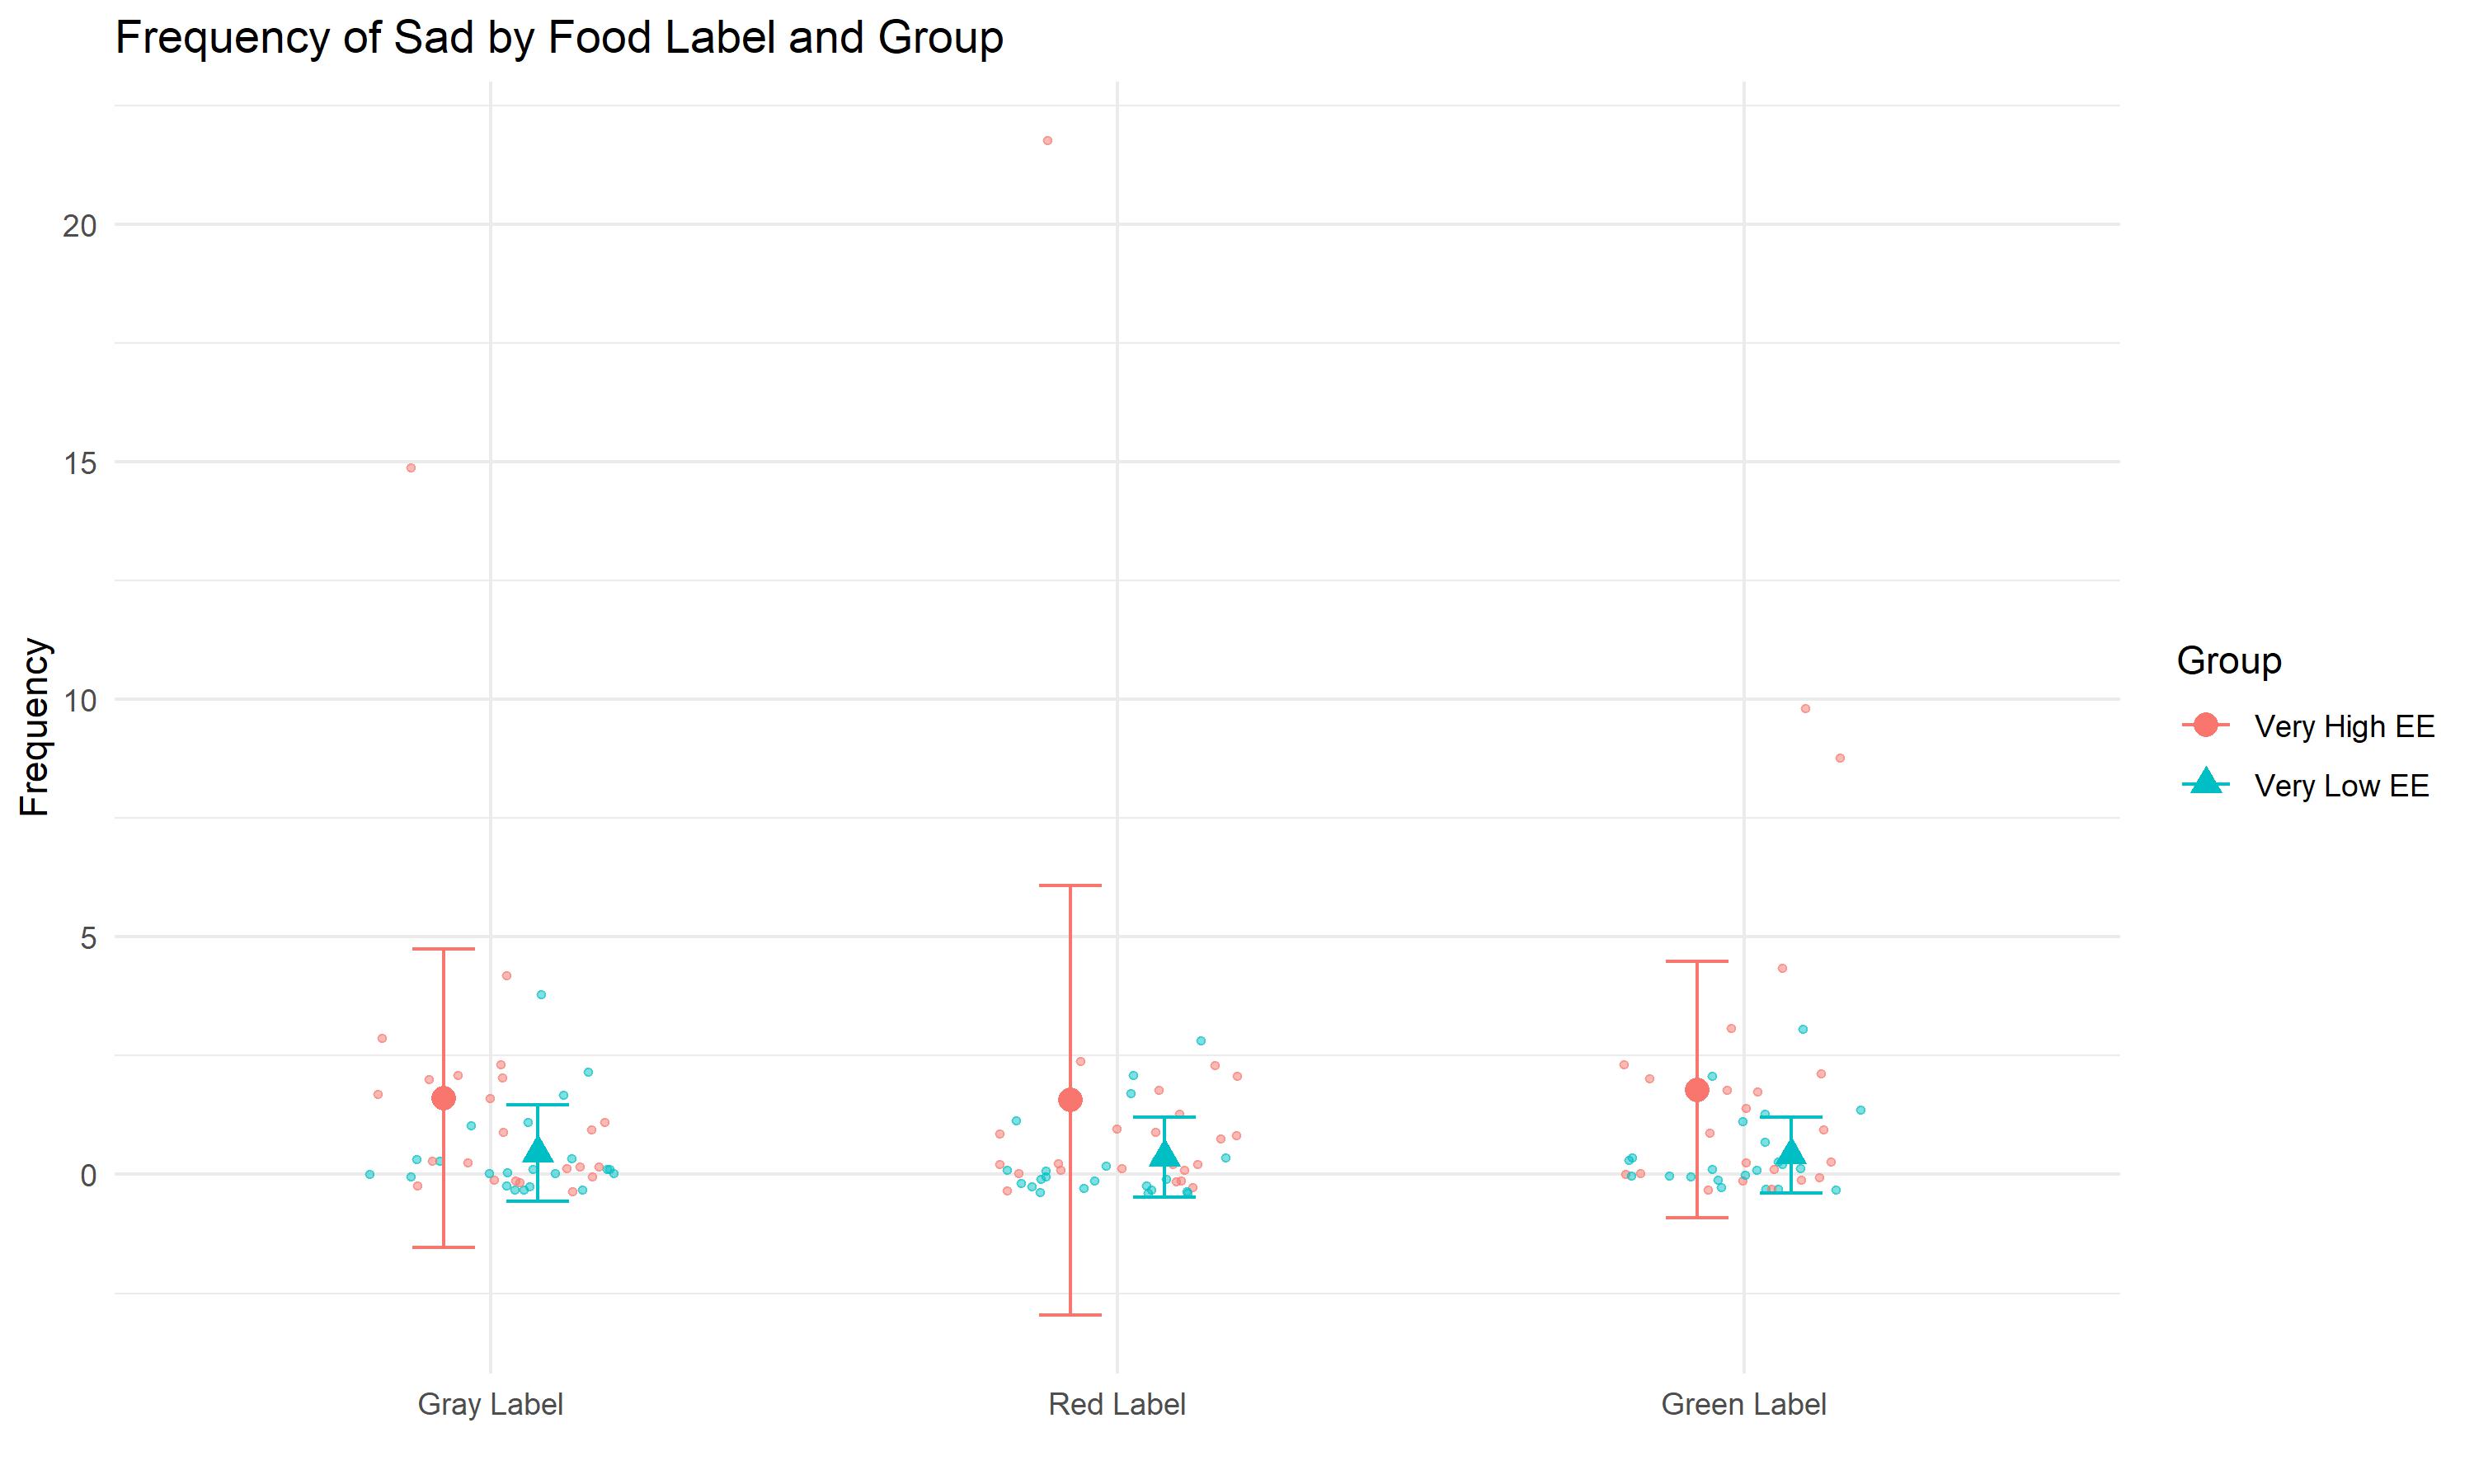 Frequency of Sad by Food Label and Group
Frequency
20
15
10
5
0
Gray Label
Red Label
Green Label
Group
Very High EE
Very Low EE